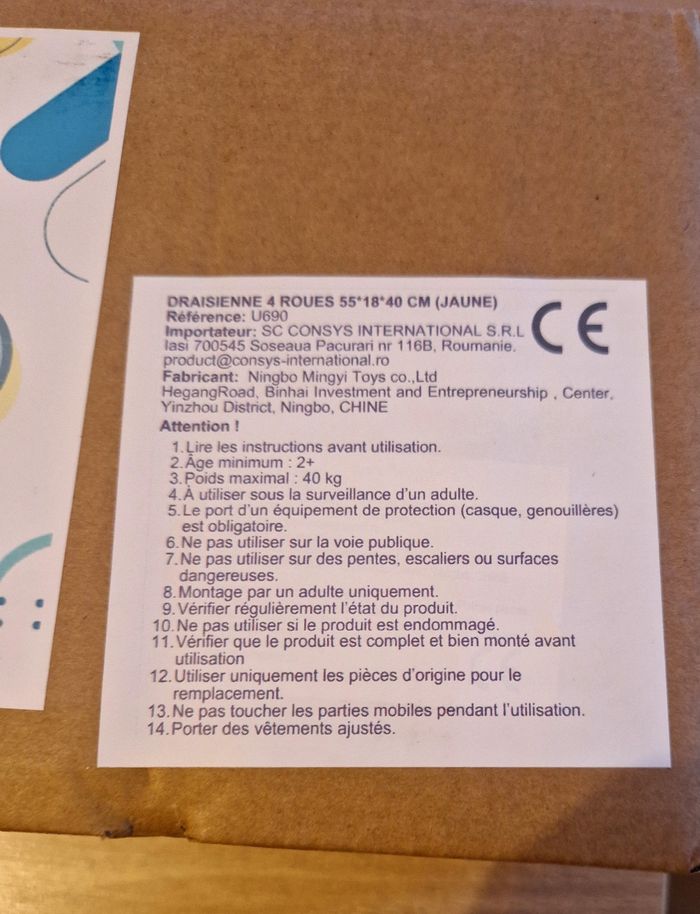 DRAISIENNE 4 ROUES 55*18*40 CM (JAUNE)
Référence: U690
Importateur: SC CONSYS INTERNATIONAL S.R.L
Iasi 700545 Soseaua Pacurari nr 116B, Roumanie.
product@consys-international.ro
CE
Fabricant: Ningbo Mingyi Toys co.,Ltd
HegangRoad, Binhai Investment and Entrepreneurship , Center,
Yinzhou District, Ningbo, CHINE
Attention !
1. Lire les instructions avant utilisation.
2. Âge minimum : 2+
3. Poids maximal : 40 kg
4. À utiliser sous la surveillance d'un adulte.
5. Le port d'un équipement de protection (casque, genouillères)
est obligatoire.
6. Ne pas utiliser sur la voie publique.
7. Ne pas utiliser sur des pentes, escaliers ou surfaces
dangereuses.
8. Montage par un adulte uniquement.
9. Vérifier régulièrement l'état du produit.
10. Ne pas utiliser si le produit est endommagé.
11. Vérifier que le produit est complet et bien monté avant
utilisation
12. Utiliser uniquement les pièces d'origine pour le
remplacement.
13. Ne pas toucher les parties mobiles pendant l'utilisation.
14. Porter des vêtements ajustés.